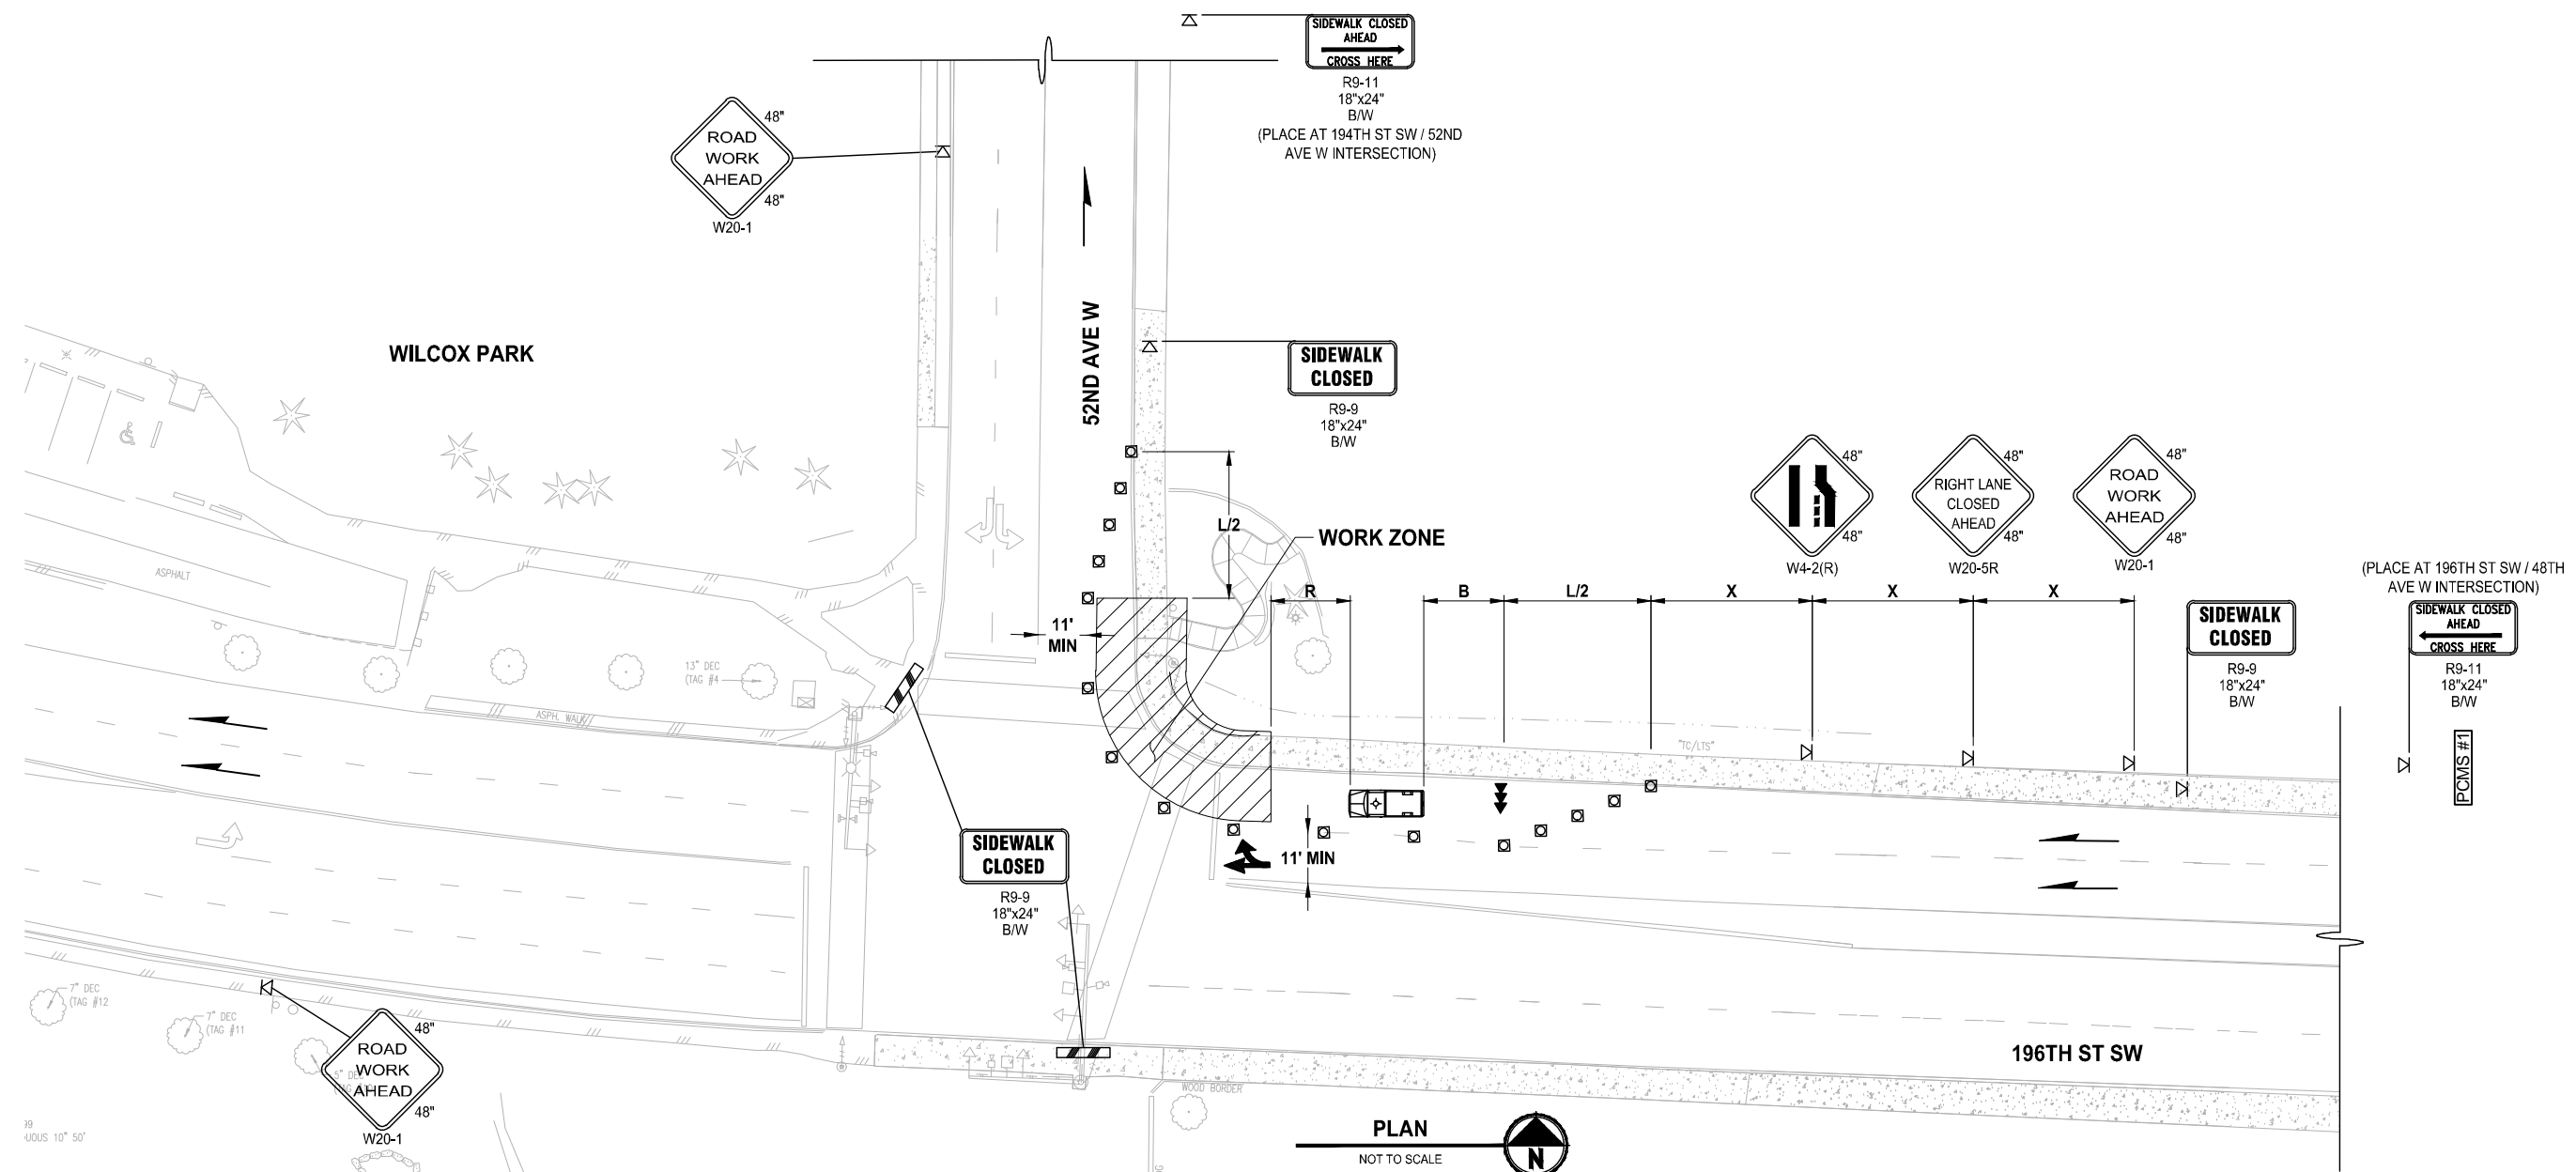 SIDEWALK CLOSED
AHEAD
CROSS HERE
R9-11
18"x24"
B/W
(PLACE AT 194TH ST SW / 52ND
AVE W INTERSECTION)
48"
ROAD
WORK
AHEAD
48"
W20-1
WILCOX PARK
52ND AVE W
SIDEWALK
CLOSED
R9-9
18"x24"
B/W
L/2
WORK ZONE
11'
MIN
R
B
L/2
X
X
X
48"
48"
W4-2(R)
48"
RIGHT LANE
CLOSED
AHEAD
48"
W20-5R
48"
ROAD
WORK
AHEAD
48"
W20-1
(PLACE AT 196TH ST SW / 48TH
AVE W INTERSECTION)
SIDEWALK
CLOSED
R9-9
18"x24"
B/W
SIDEWALK CLOSED
AHEAD
CROSS HERE
R9-11
18"x24"
B/W
PCMS #1
ASPHALT
13" DEC
(TAG #4
ASPH. WALK
"TC/LTS"
11' MIN
SIDEWALK
CLOSED
R9-9
18"x24"
B/W
7" DEC
(TAG #12
7" DEC
(TAG #11
5" DEC
48"
ROAD
WORK
AHEAD
48"
W20-1
WOOD BORDER
196TH ST SW
PLAN
NOT TO SCALE
N